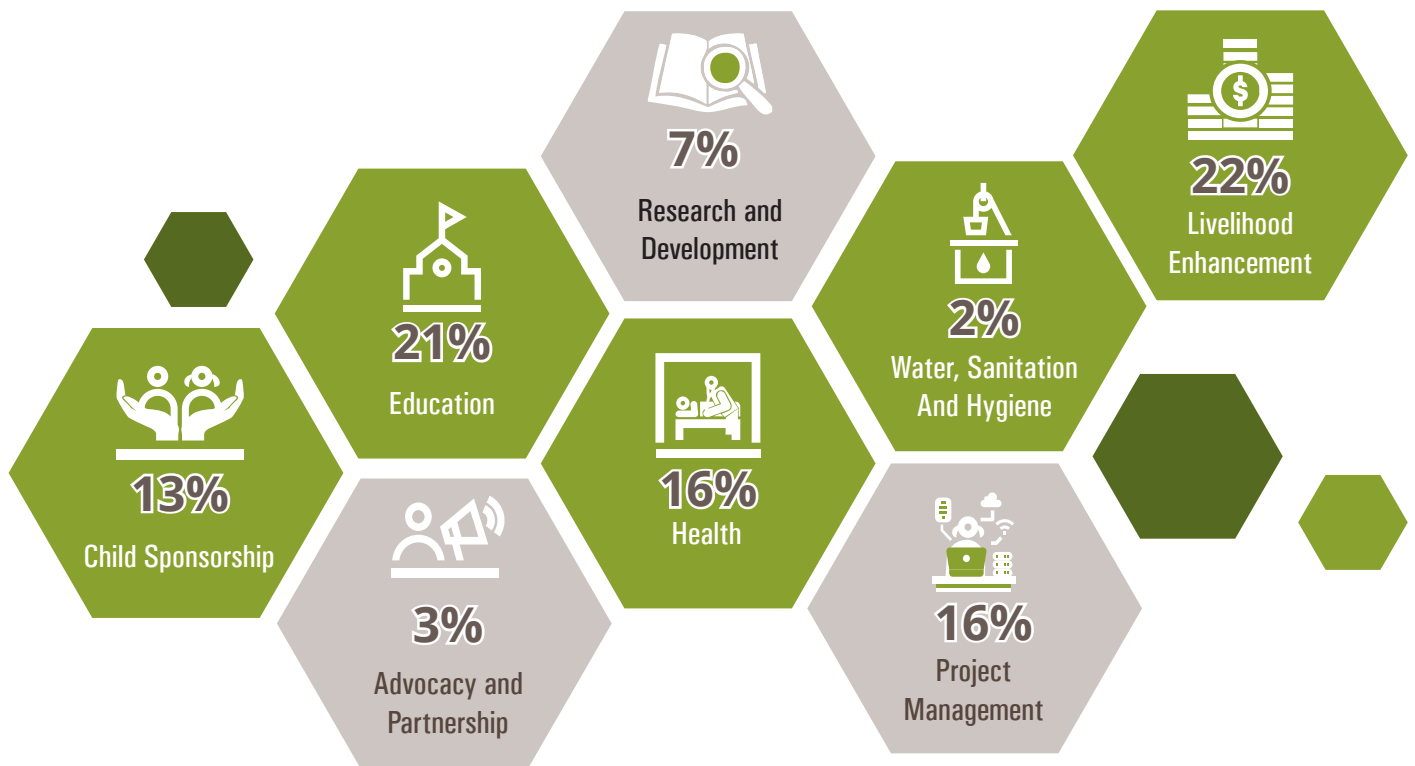 7%
Research and
Development
$
22%
Livelihood
Enhancement
21%
Education
2%
Water, Sanitation
And Hygiene
13%
Child Sponsorship
16%
Health
3%
Advocacy and
Partnership
16%
Project
Management